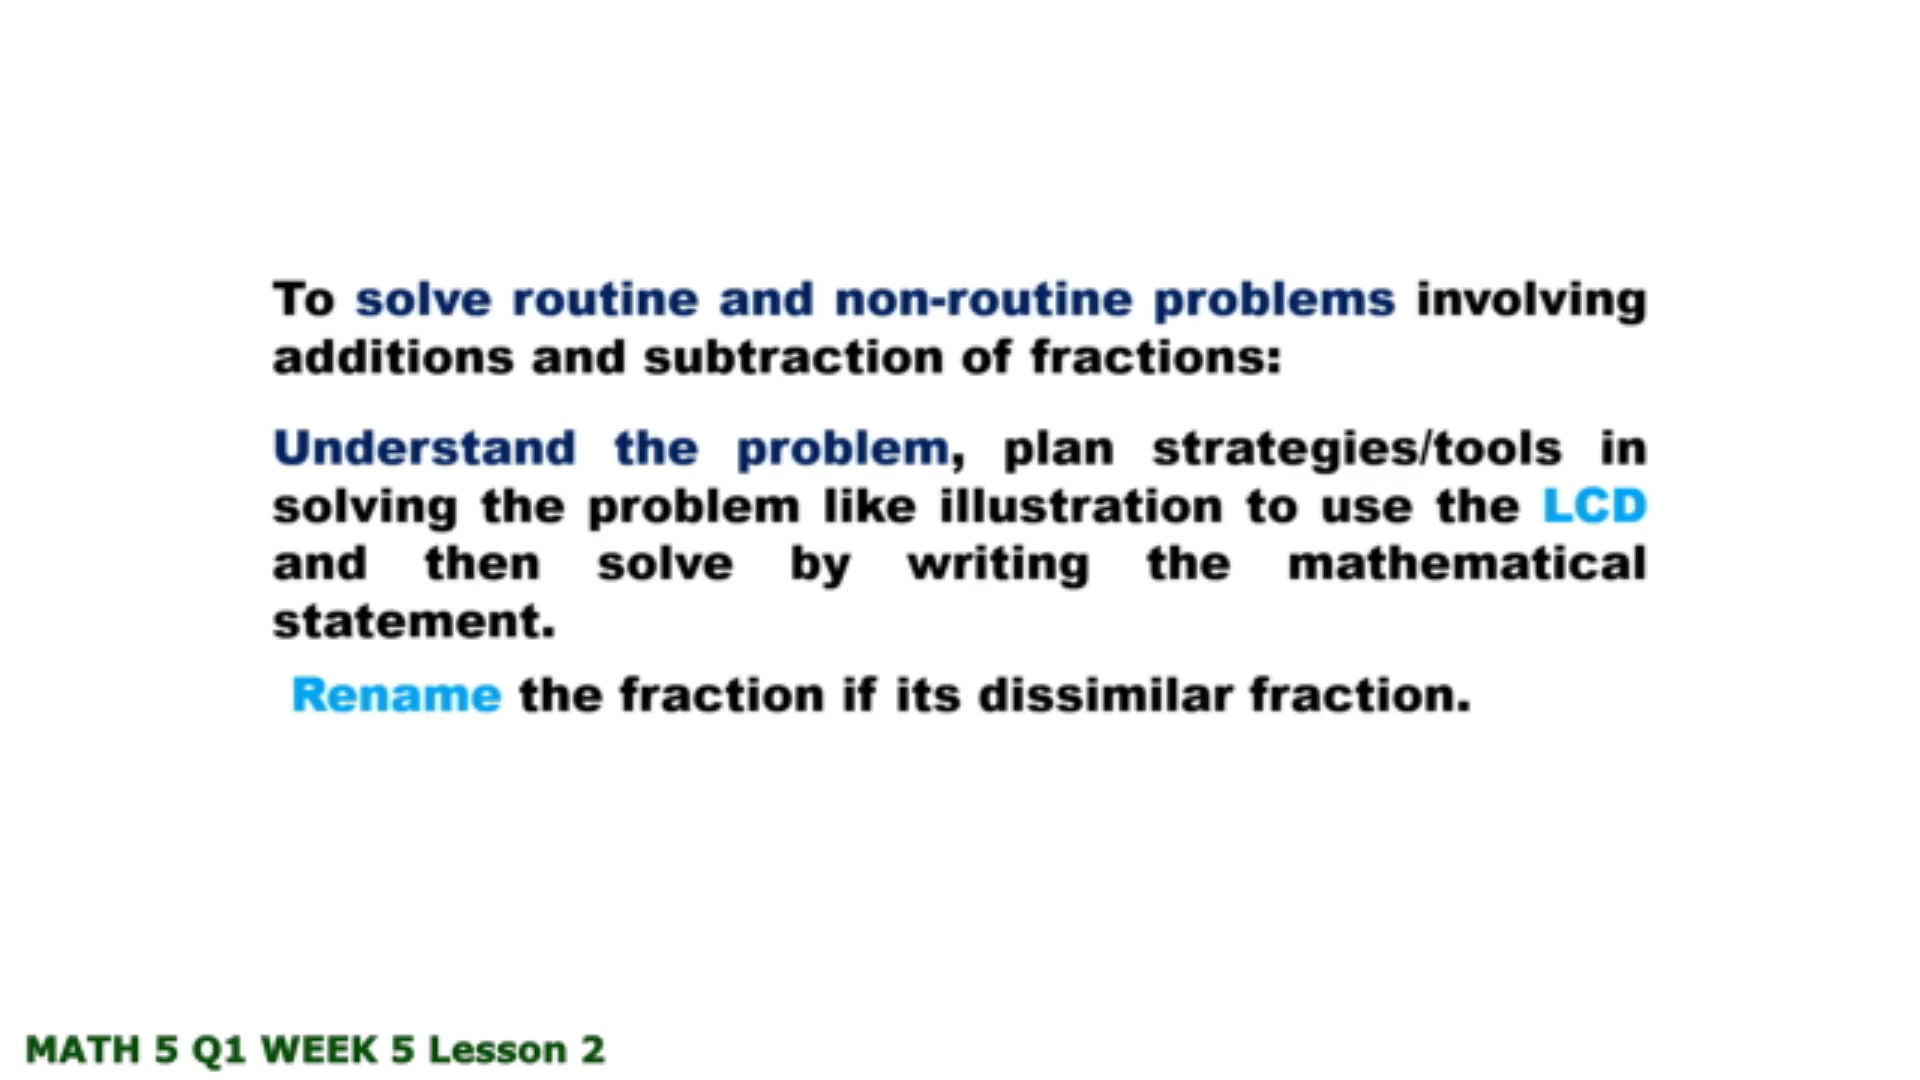 To solve routine and non-routine problems involving
additions and subtraction of fractions:
Understand the problem, plan strategies/tools in
solving the problem like illustration to use the LCD
and then solve by writing the mathematical
statement.
Rename the fraction if its dissimilar fraction.
MATH 5 Q1 WEEK 5 Lesson 2